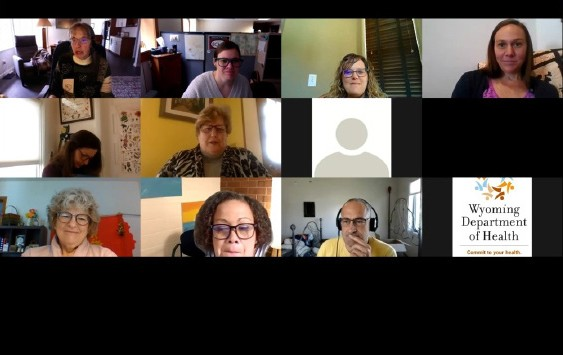 Wyoming
Department
of Health
Commit to your health.